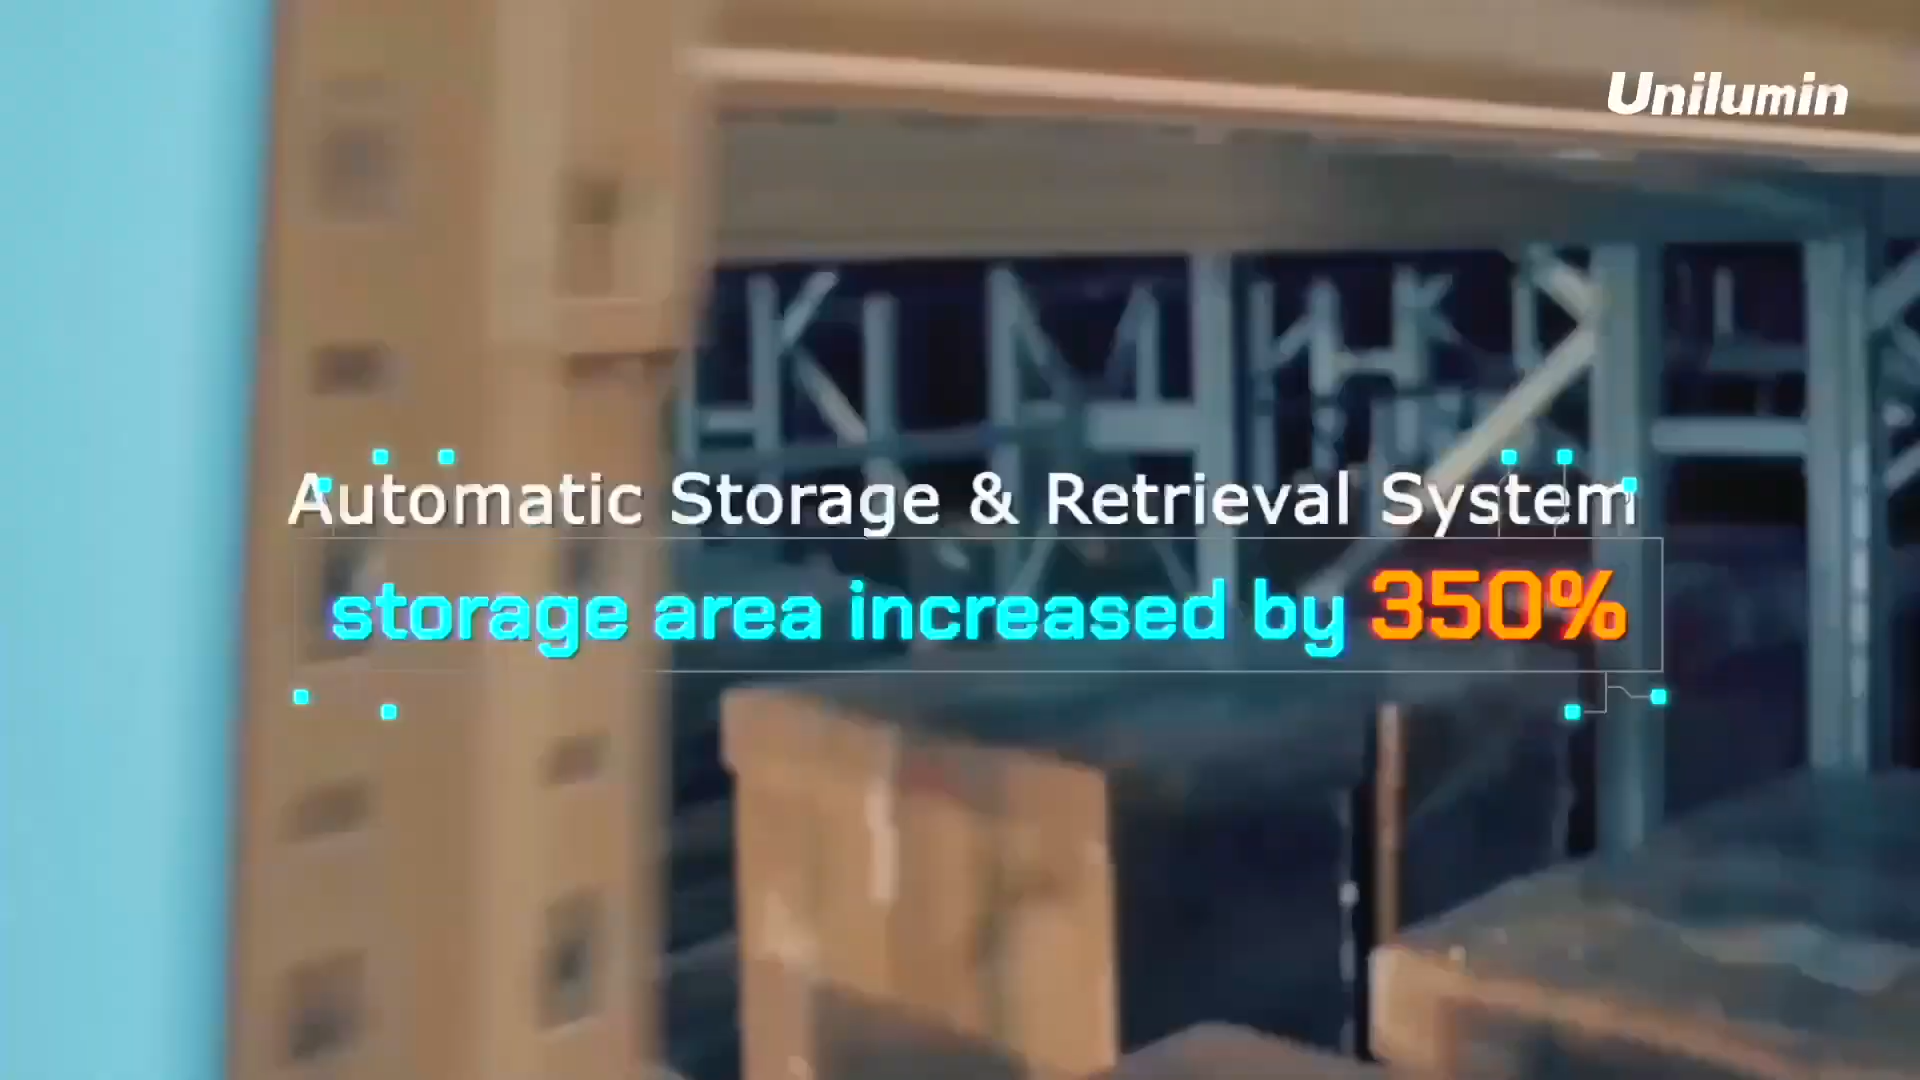 Unilumin
Automatic Storage & Retrieval System
storage area increased by 350%